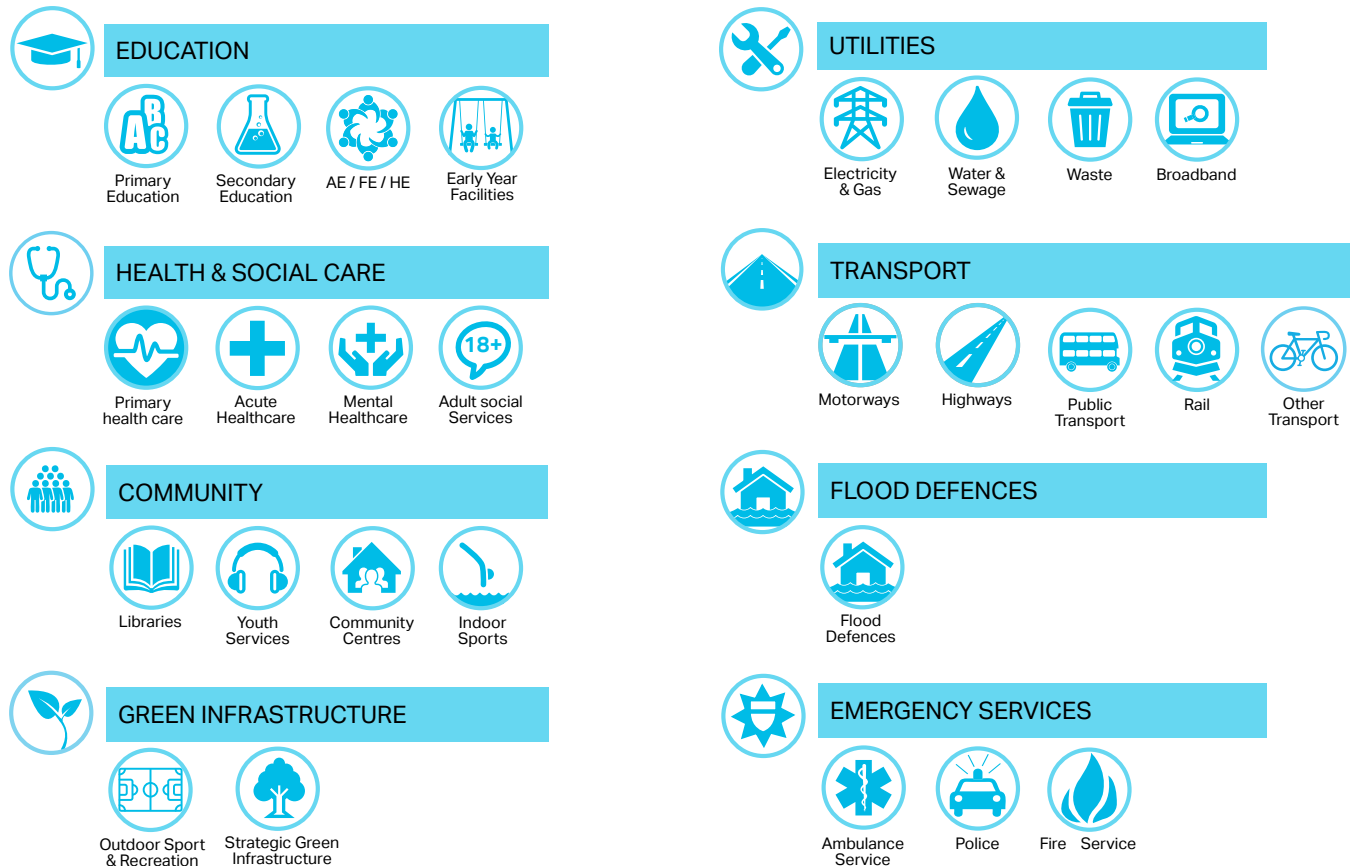 EDUCATION
Primary
Education
Secondary
Education
AE / FE / HE
Early Year
Facilities
HEALTH & SOCIAL CARE
Primary
health care
Acute
Healthcare
Mental
Healthcare
18+
Adult social
Services
COMMUNITY
Libraries
Youth
Services
Community
Centres
Indoor
Sports
GREEN INFRASTRUCTURE
Outdoor Sport
& Recreation
Strategic Green
Infrastructure
UTILITIES
Electricity
& Gas
Water &
Sewage
Waste
Broadband
TRANSPORT
Motorways
Highways
Public
Transport
Rail
Other
Transport
FLOOD DEFENCES
Flood
Defences
EMERGENCY SERVICES
Ambulance
Service
Police
Fire Service
ABC